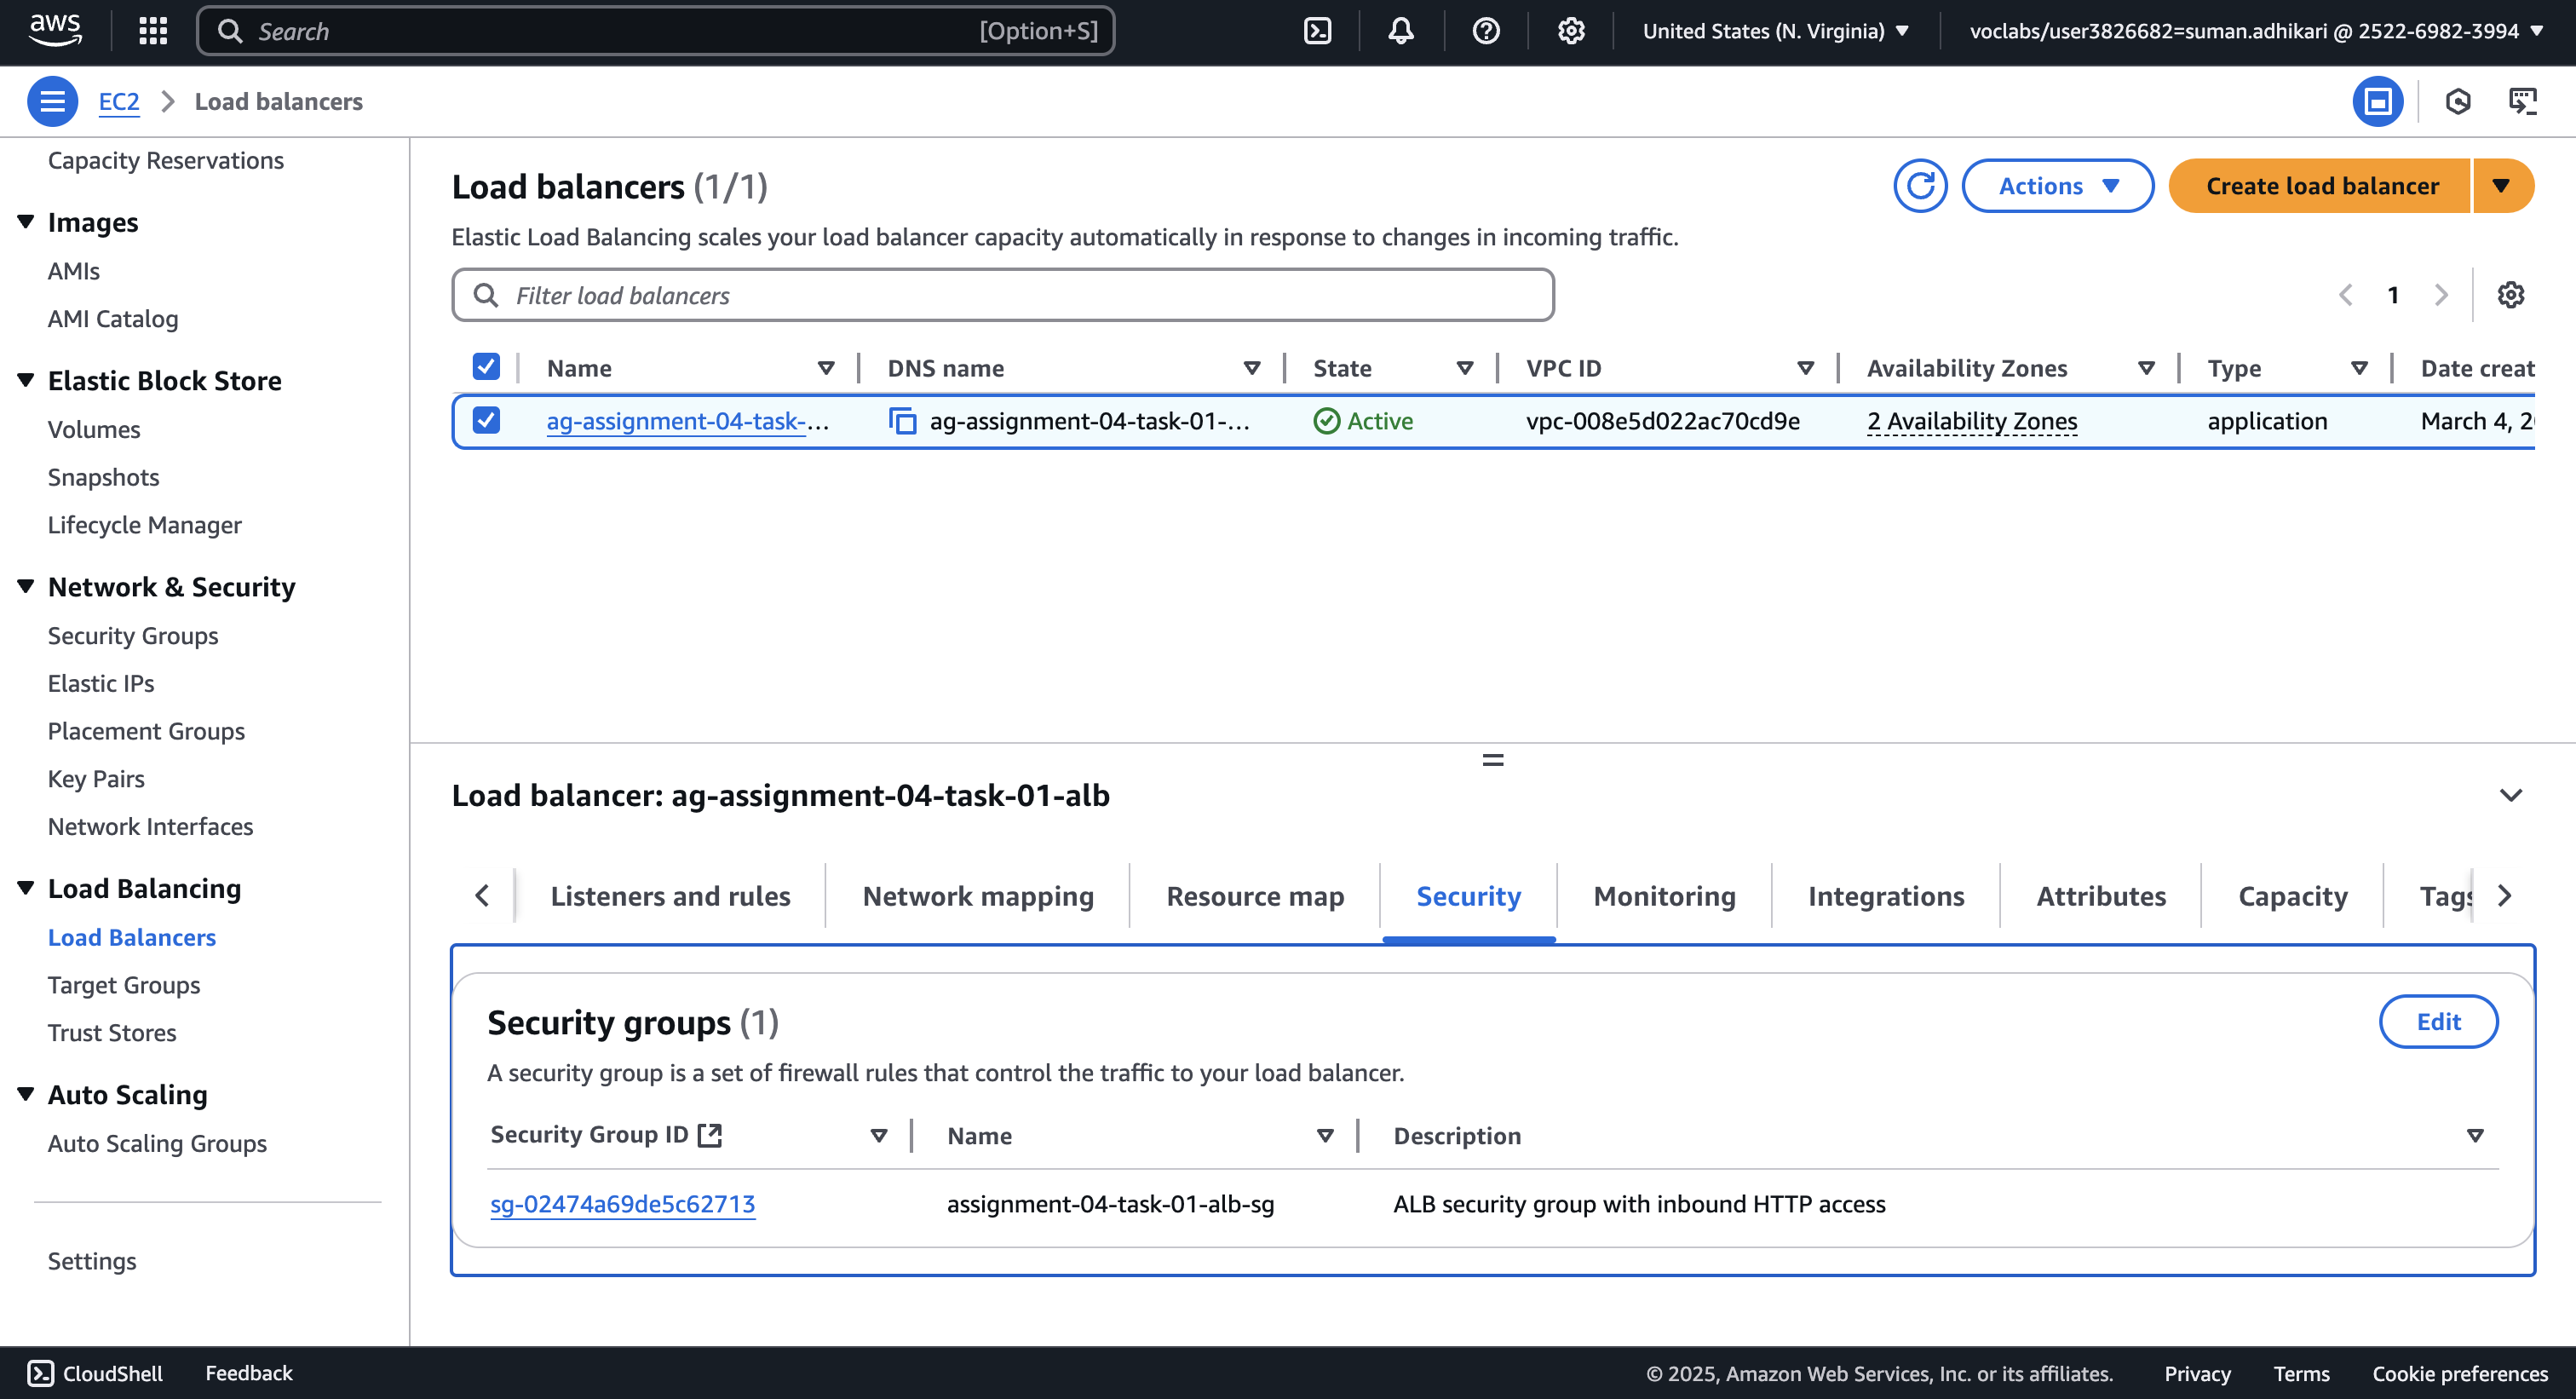 aws
Search [Option+S]
United States (N. Virginia)
voclabs/user3826682=suman.adhikari @ 2522-6982-3994
EC2
Load balancers
Capacity Reservations
Images
AMIs
AMI Catalog
Elastic Block Store
Volumes
Snapshots
Lifecycle Manager
Network & Security
Security Groups
Elastic IPs
Placement Groups
Key Pairs
Network Interfaces
Load Balancing
Load Balancers
Target Groups
Trust Stores
Auto Scaling
Auto Scaling Groups
Settings
Load balancers (1/1)
Actions
Create load balancer
Elastic Load Balancing scales your load balancer capacity automatically in response to changes in incoming traffic.
Filter load balancers
1
Name DNS name State VPC ID Availability Zones Type Date creat
ag-assignment-04-task-... ag-assignment-04-task-01-... Active vpc-008e5d022ac70cd9e 2 Availability Zones application March 4, 2
Load balancer: ag-assignment-04-task-01-alb
Listeners and rules Network mapping Resource map Security Monitoring Integrations Attributes Capacity Tags
Security groups (1)
Edit
A security group is a set of firewall rules that control the traffic to your load balancer.
Security Group ID Name Description
sg-02474a69de5c62713 assignment-04-task-01-alb-sg ALB security group with inbound HTTP access
CloudShell Feedback © 2025, Amazon Web Services, Inc. or its affiliates. Privacy Terms Cookie preferences